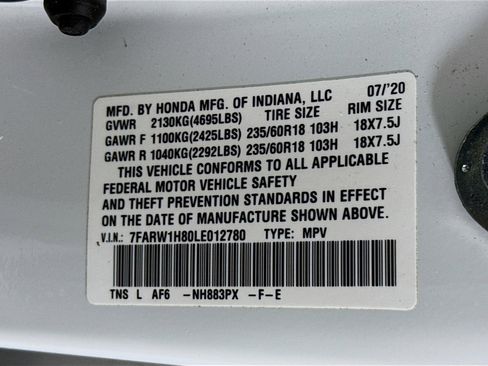 MFD. BY HONDA MFG. OF INDIANA, LLC 07/'20
GVWR 2130KG(4695LBS) TIRE SIZE RIM SIZE
GAWR F 1100KG(2425LBS) 235/60R18 103H 18X7.5J
GAWR R 1040KG(2292LBS) 235/60R18 103H 18X7.5J
THIS VEHICLE CONFORMS TO ALL APPLICABLE
FEDERAL MOTOR VEHICLE SAFETY
AND THEFT PREVENTION STANDARDS IN EFFECT
ON THE DATE OF MANUFACTURE SHOWN ABOVE.
V.I.N.: 7FARW1H80LE012780 TYPE: MPV
TNS L AF6 -NH883PX -F-E